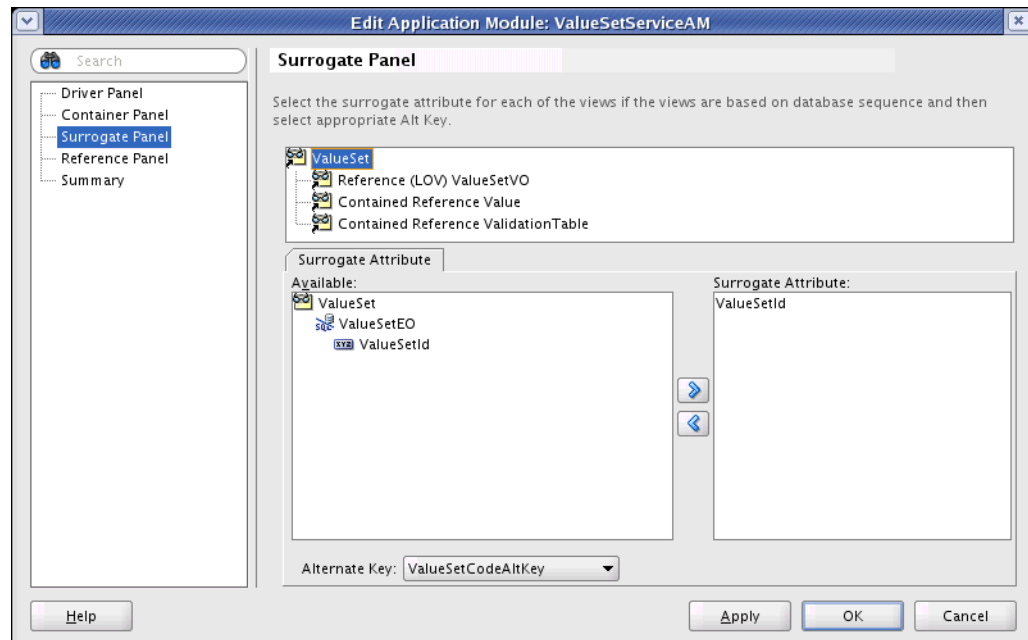 Edit Application Module: ValueSetServiceAM
Search
Driver Panel
Container Panel
Surrogate Panel
Reference Panel
Summary
Surrogate Panel
Select the surrogate attribute for each of the views if the views are based on database sequence and then
select appropriate Alt Key.
ValueSet
Reference (LOV) ValueSetVO
Contained Reference Value
Contained Reference ValidationTable
Surrogate Attribute
Available:
ValueSet
SQL ValueSetEO
XYZ ValueSetId
Surrogate Attribute:
ValueSetId
Alternate Key: ValueSetCodeAltKey
Help
Apply
OK
Cancel